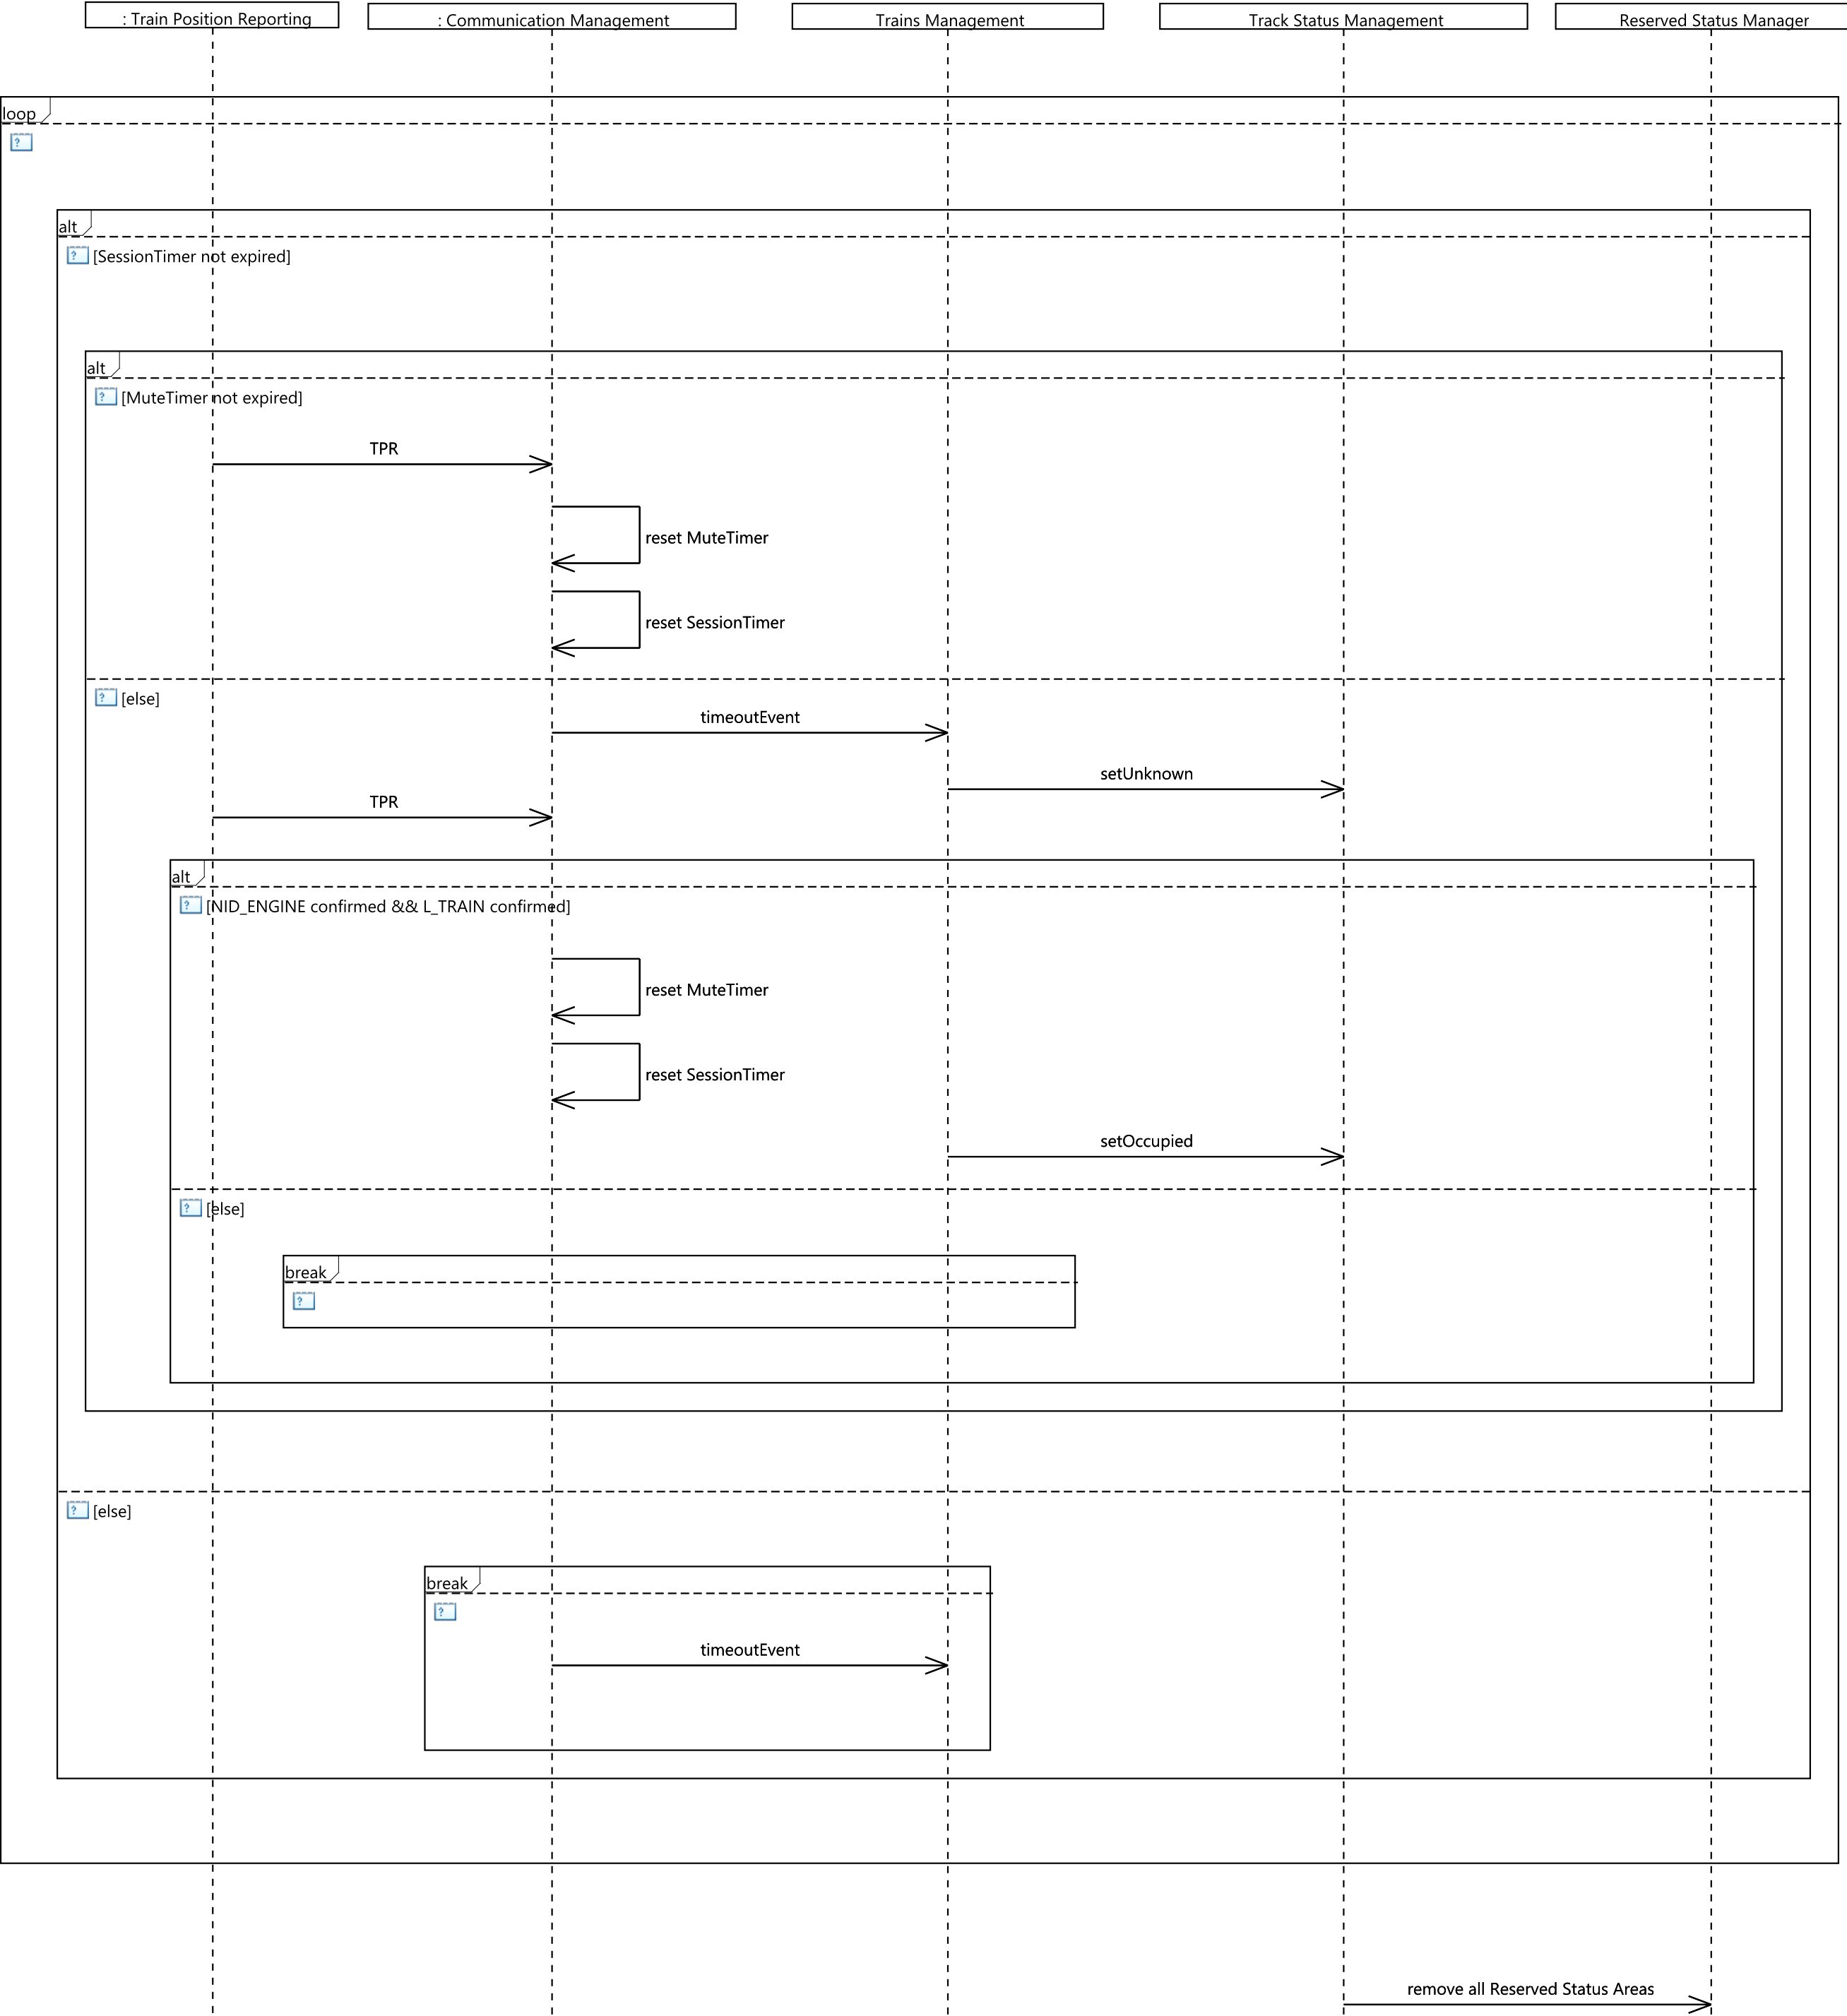 : Train Position Reporting
: Communication Management
Trains Management
Track Status Management
Reserved Status Manager
loop
?
alt
? [SessionTimer not expired]
alt
? [MuteTimer not expired]
TPR
reset MuteTimer
reset SessionTimer
? [else]
timeoutEvent
setUnknown
TPR
alt
? [NID_ENGINE confirmed && L_TRAIN confirmed]
reset MuteTimer
reset SessionTimer
setOccupied
? [else]
break
?
? [else]
break
?
timeoutEvent
remove all Reserved Status Areas